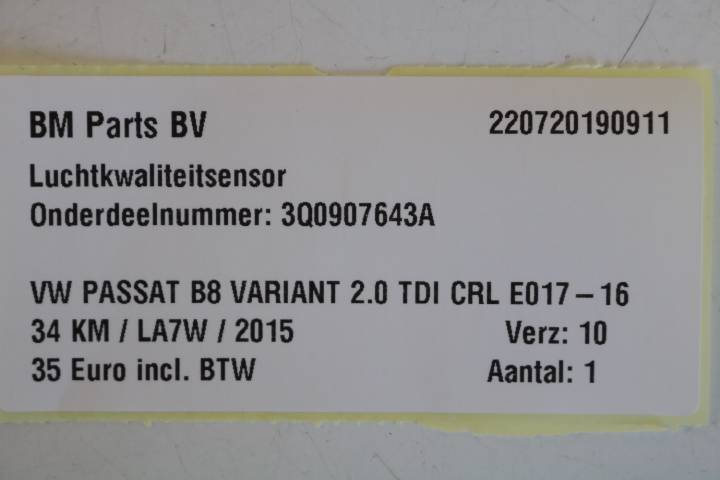 BM Parts BV 220720190911
Luchtkwaliteitsensor
Onderdeelnummer: 3Q0907643A
VW PASSAT B8 VARIANT 2.0 TDI CRL E017 – 16
34 KM / LA7W / 2015 Verz: 10
35 Euro incl. BTW Aantal: 1